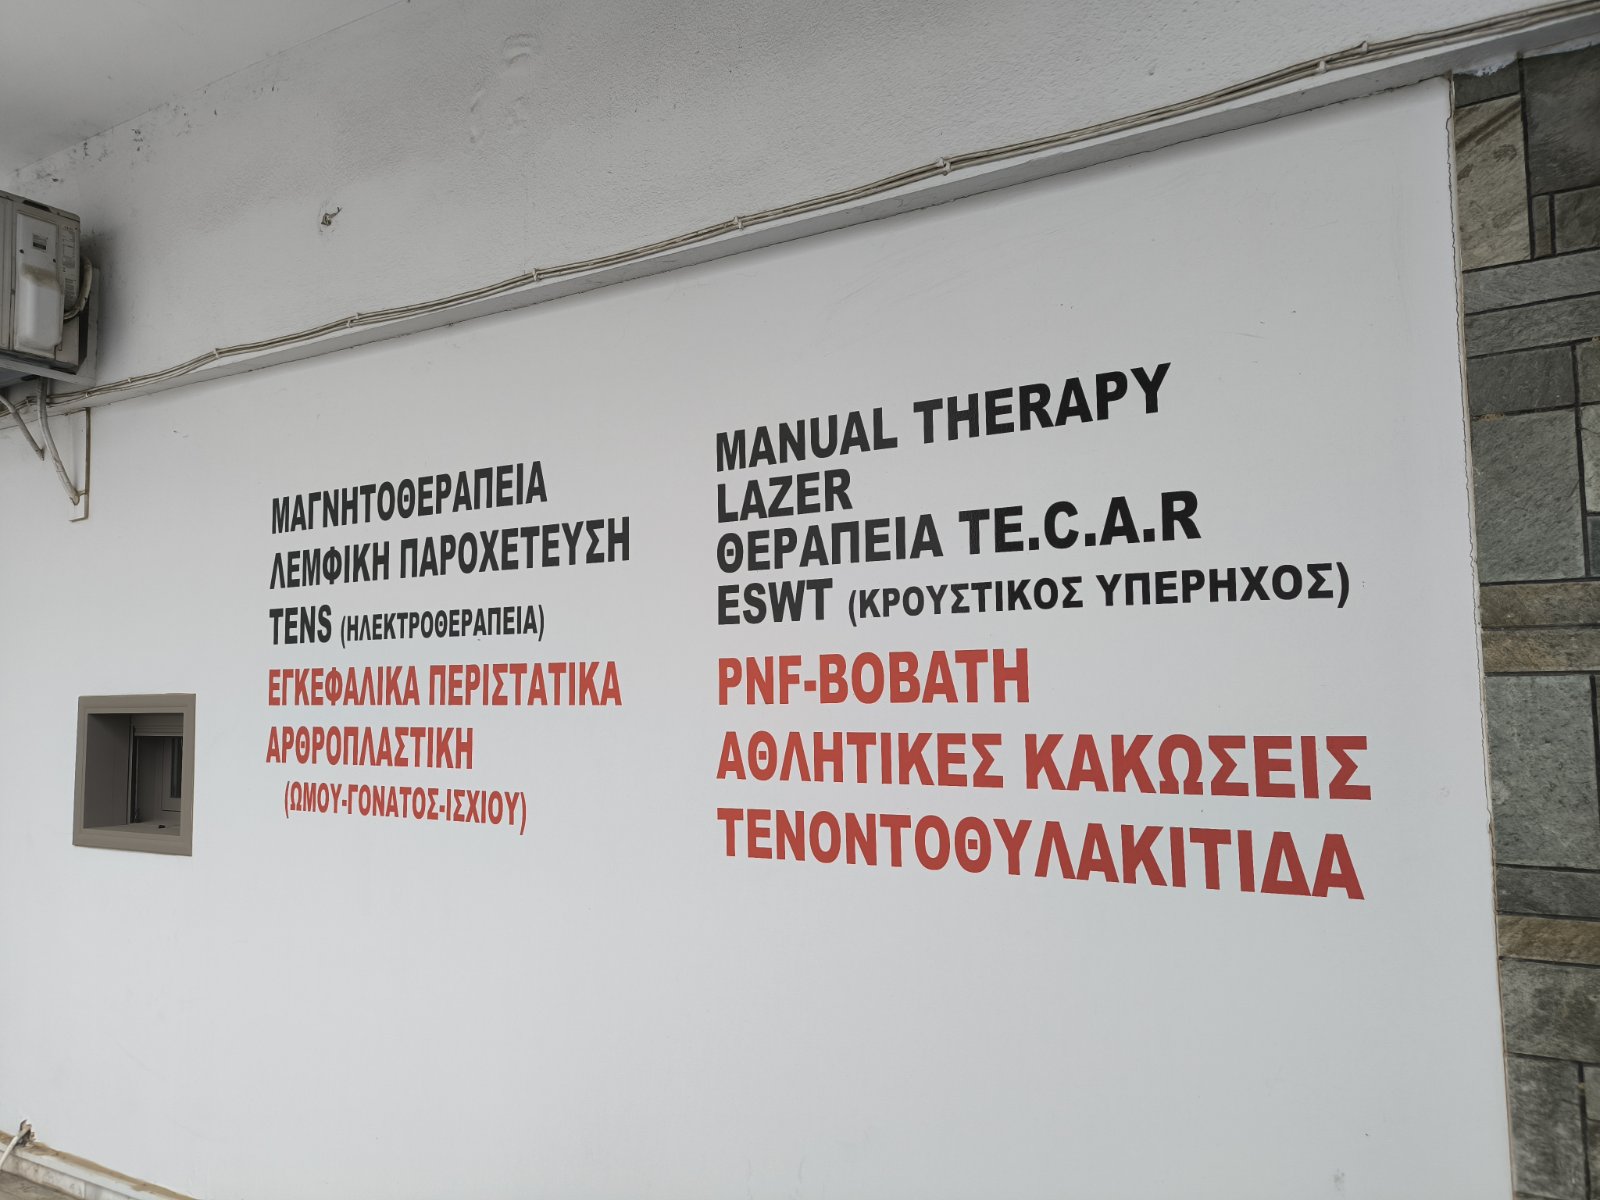 ΜΑΓΝΗΤΟΘΕΡΑΠΕΙΑ
ΛΕΜΦΙΚΗ ΠΑΡΟΧΕΤΕΥΣΗ
TENS (ΗΛΕΚΤΡΟΘΕΡΑΠΕΙΑ)
ΕΓΚΕΦΑΛΙΚΑ ΠΕΡΙΣΤΑΤΙΚΑ
ΑΡΘΡΟΠΛΑΣΤΙΚΗ
(ΩΜΟΥ-ΓΟΝΑΤΟΣ-ΙΣΧΙΟΥ)
MANUAL THERAPY
LAZER
ΘΕΡΑΠΕΙΑ TE.C.A.R
ESWT (ΚΡΟΥΣΤΙΚΟΣ ΥΠΕΡΗΧΟΣ)
PNF-BOBATH
ΑΘΛΗΤΙΚΕΣ ΚΑΚΩΣΕΙΣ
ΤΕΝΟΝΤΟΘΥΛΑΚΙΤΙΔΑ